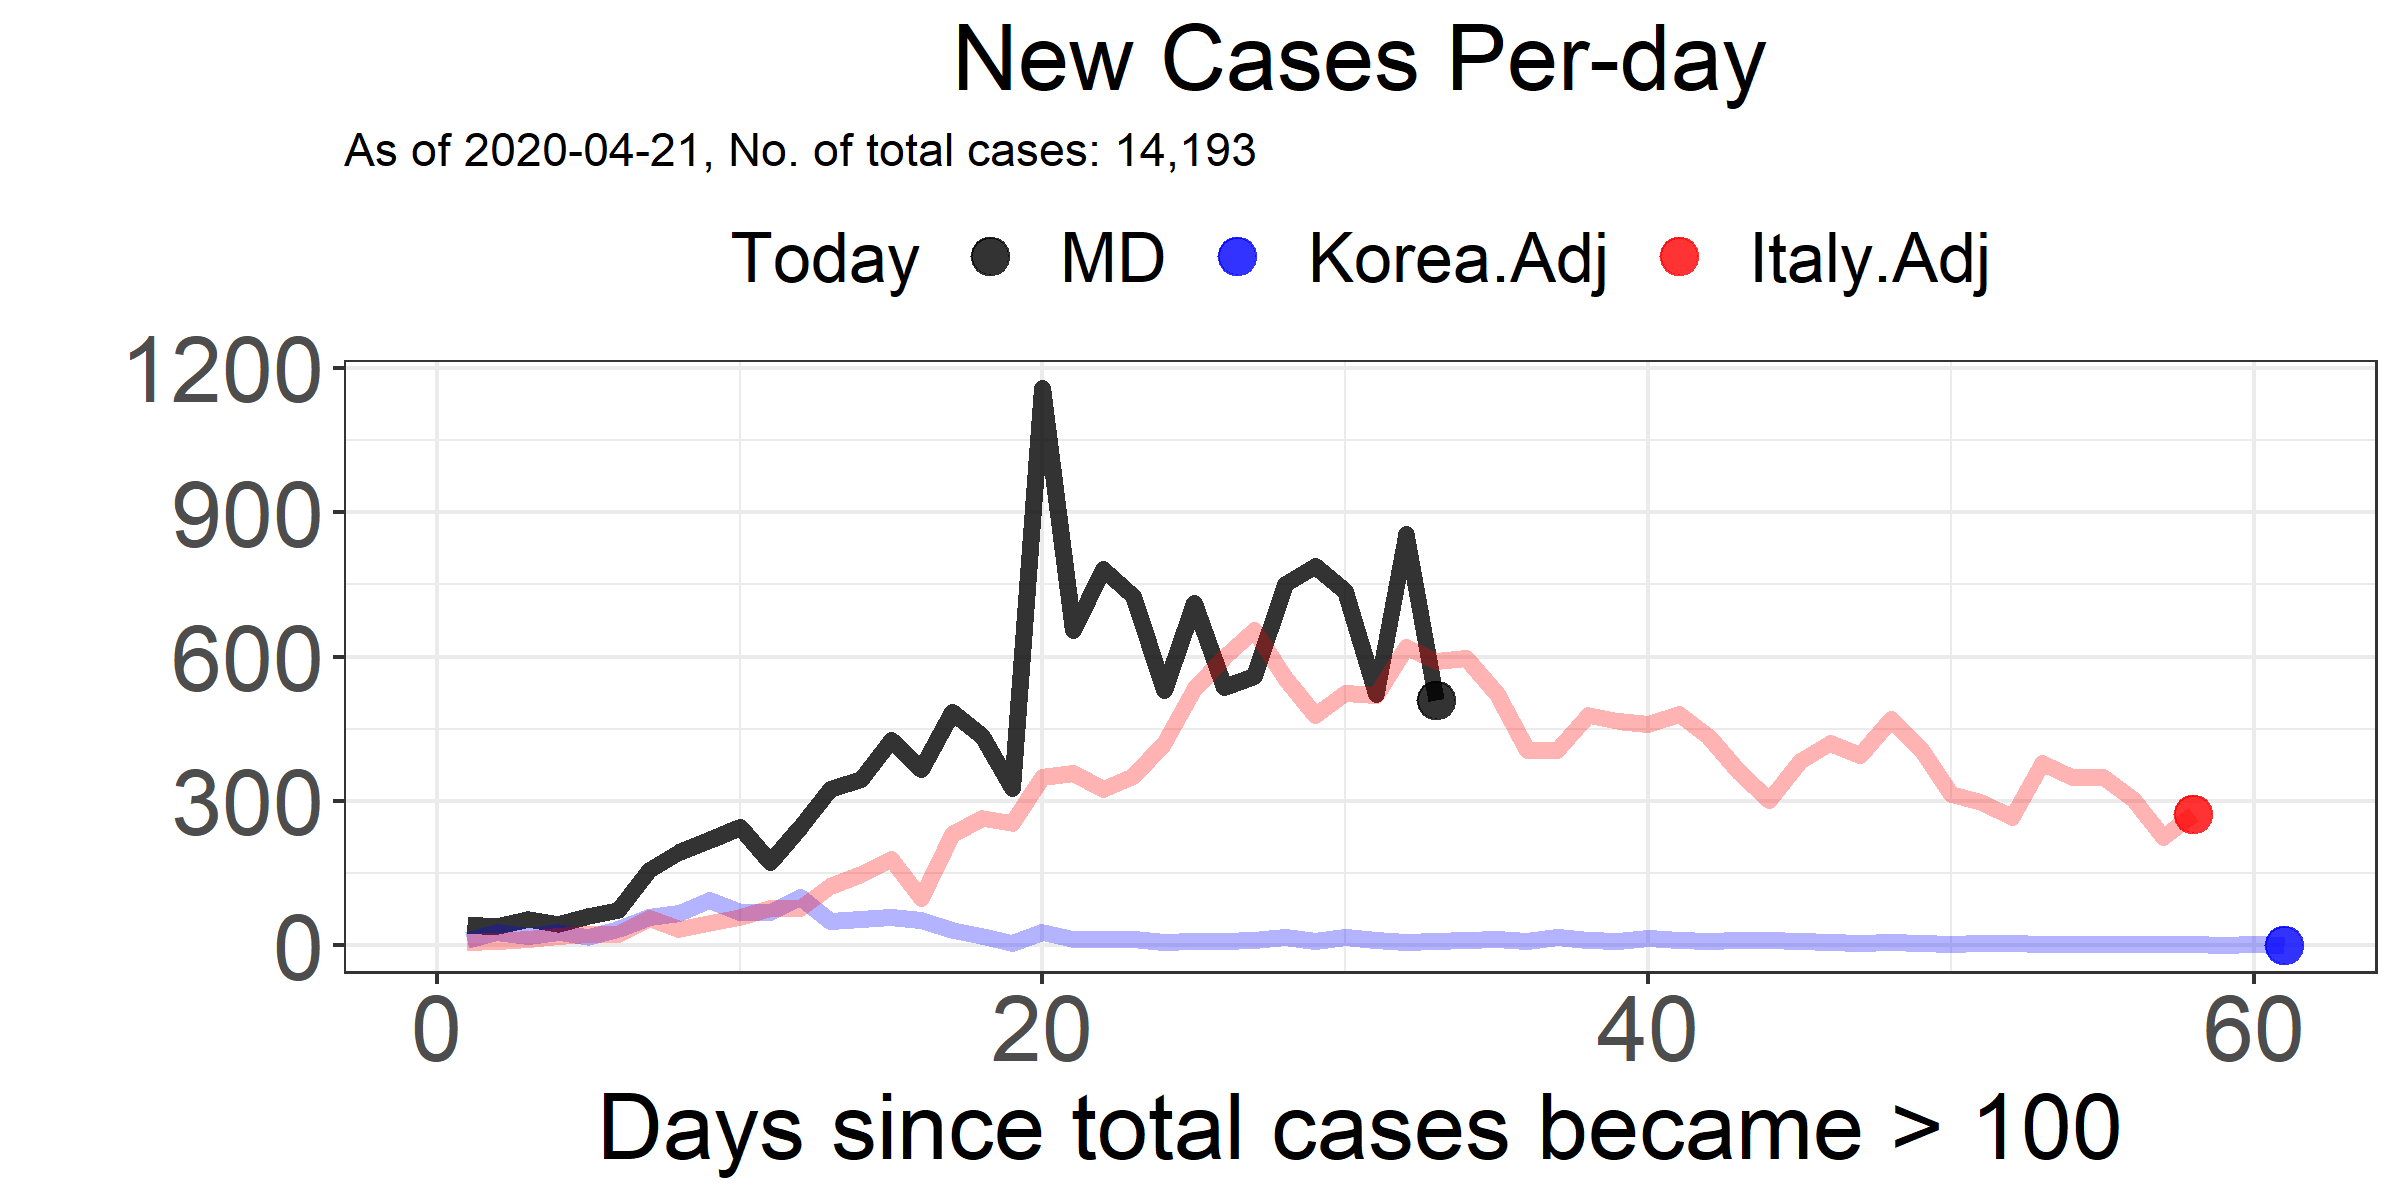 New Cases Per-day
As of 2020-04-21, No. of total cases: 14,193
Today MD Korea.Adj Italy.Adj
1200
900
600
300
0
0 20 40 60
Days since total cases became > 100